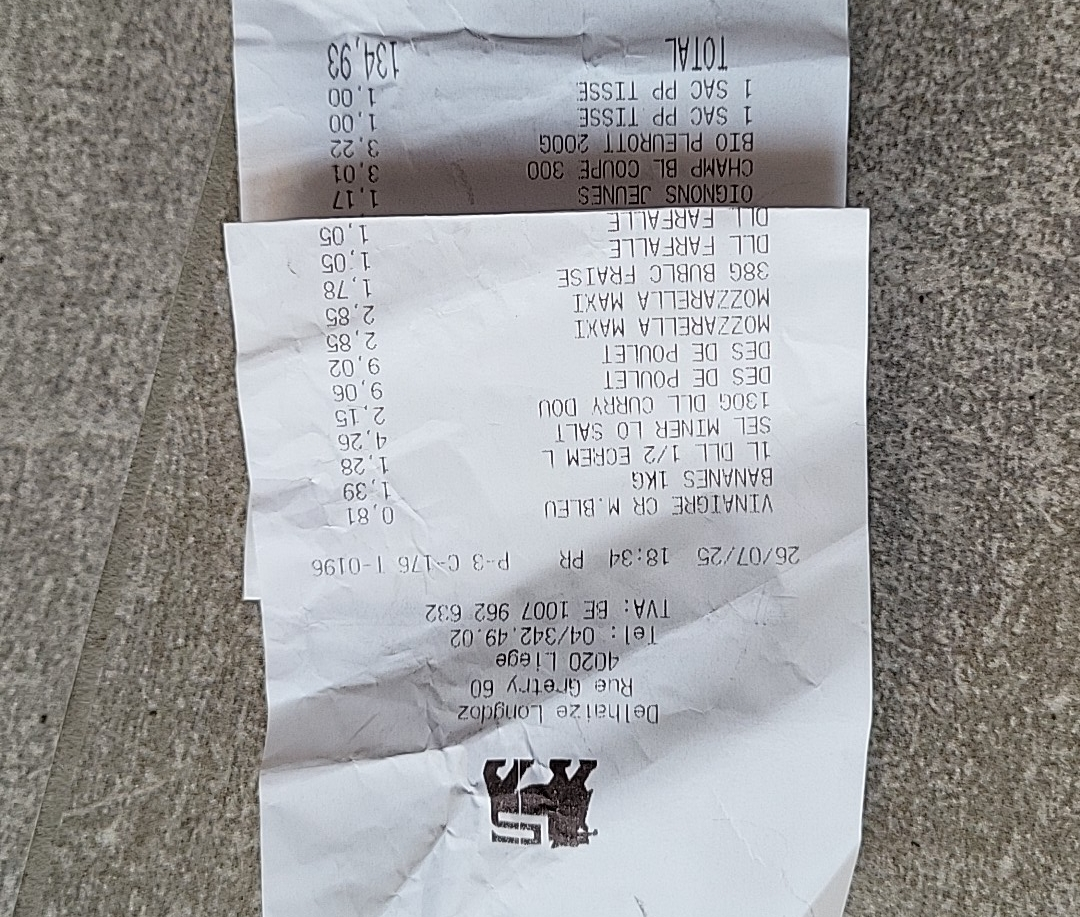 Delhaize Longdoz
Rue Gretry 60
4020 Liege
Tel: 04/342.49.02
TVA: BE 1007 962 632
26/07/25 18:34 PR P-3 C-176 T-0196
VINAIGRE CR M.BLEU 0,81
BANANES 1KG 1,39
1L DLL 1/2 ECREM L 1,28
SEL MINER LO SALT 4,26
130G DLL CURRY DOU 2,15
DES DE POULET 9,06
DES DE POULET 9,02
MOZZARELLA MAXI 2,85
MOZZARELLA MAXI 2,85
38G BUBLC FRAISE 1,78
DLL FARFALLE 1,05
DLL FARFALLE 1,05
OIGNONS JEUNES 1,17
CHAMP BL COUPE 300 3,01
BIO PLEUROTT 200G 3,22
1 SAC PP TISSE 1,00
1 SAC PP TISSE 1,00
TOTAL 134,93